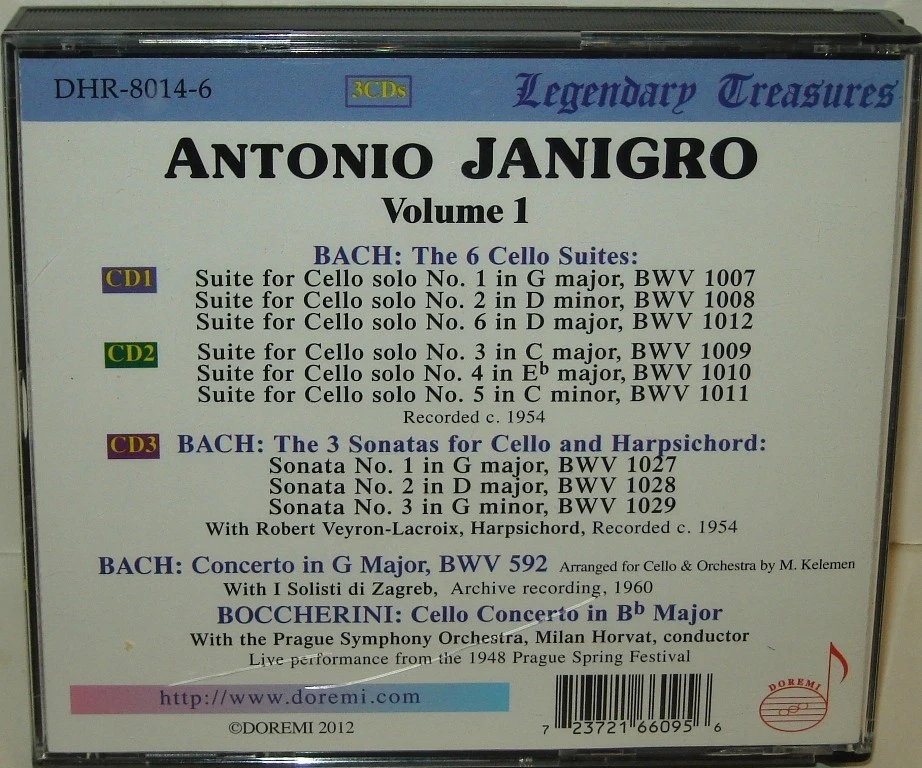 DHR-8014-6 3CDs Legendary Treasures
ANTONIO JANIGRO
Volume 1
BACH: The 6 Cello Suites:
CD1 Suite for Cello solo No. 1 in G major, BWV 1007
Suite for Cello solo No. 2 in D minor, BWV 1008
Suite for Cello solo No. 6 in D major, BWV 1012
CD2 Suite for Cello solo No. 3 in C major, BWV 1009
Suite for Cello solo No. 4 in E♭ major, BWV 1010
Suite for Cello solo No. 5 in C minor, BWV 1011
Recorded c. 1954
CD3 BACH: The 3 Sonatas for Cello and Harpsichord:
Sonata No. 1 in G major, BWV 1027
Sonata No. 2 in D major, BWV 1028
Sonata No. 3 in G minor, BWV 1029
With Robert Veyron-Lacroix, Harpsichord, Recorded c. 1954
BACH: Concerto in G Major, BWV 592 Arranged for Cello & Orchestra by M. Kelemen
With I Solisti di Zagreb, Archive recording, 1960
BOCCHERINI: Cello Concerto in B♭ Major
With the Prague Symphony Orchestra, Milan Horvat, conductor
Live performance from the 1948 Prague Spring Festival
http://www.doremi.com
©DOREMI 2012
7 23721 66095 6
DOREMI